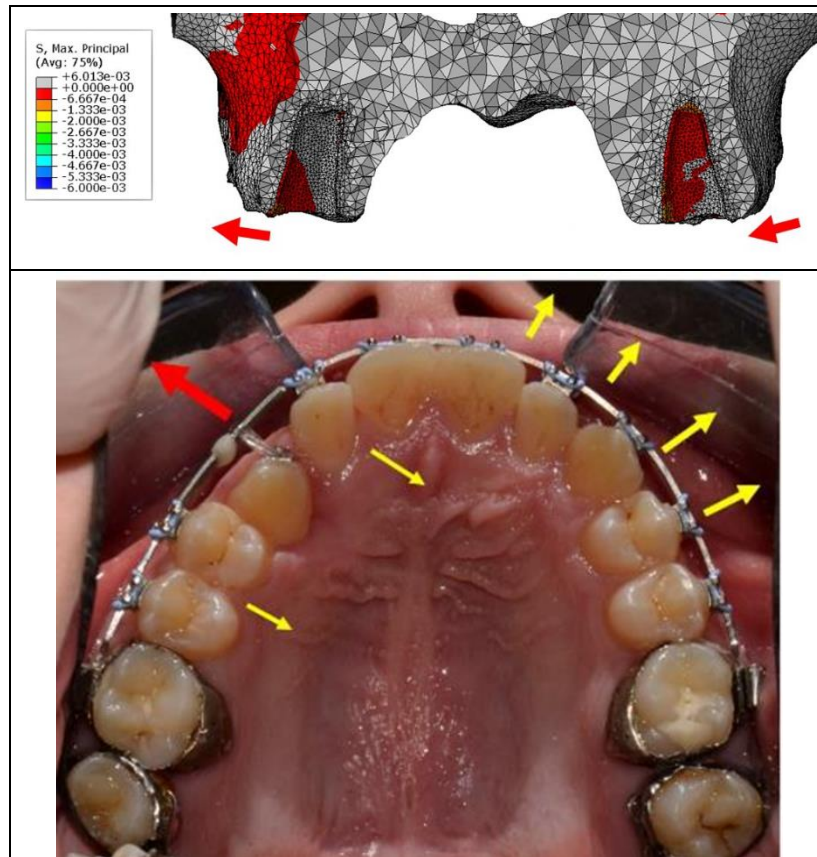 S, Max. Principal
(Avg: 75%)
+6.013e-03
+0.000e+00
-6.667e-04
-1.333e-03
-2.000e-03
-2.667e-03
-3.333e-03
-4.000e-03
-4.667e-03
-5.333e-03
-6.000e-03